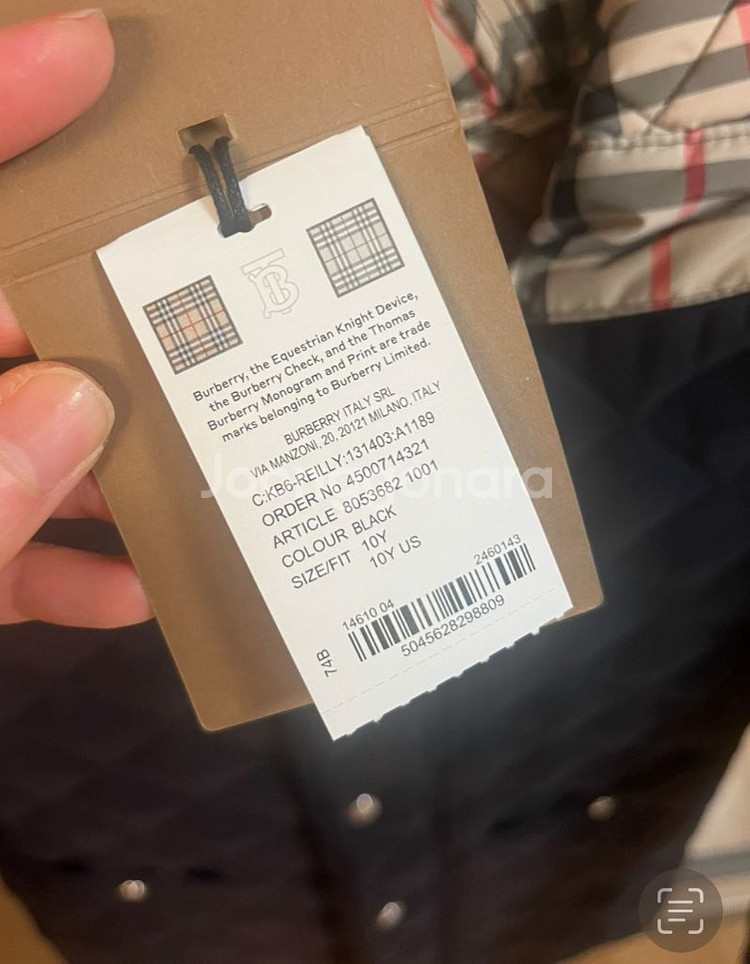 Burberry, the Equestrian Knight Device,
the Burberry Check, and the Thomas
Burberry Monogram and Print are trade
marks belonging to Burberry Limited.
BURBERRY ITALY SRL
VIA MANZONI, 20, 20121 MILANO, ITALY
C:KB6-REILLY:131403:A1189
ORDER No 4500714321
ARTICLE 8053682 1001
COLOUR BLACK
SIZE/FIT 10Y
10Y US
14610 04 2460143
5045628298809
74B